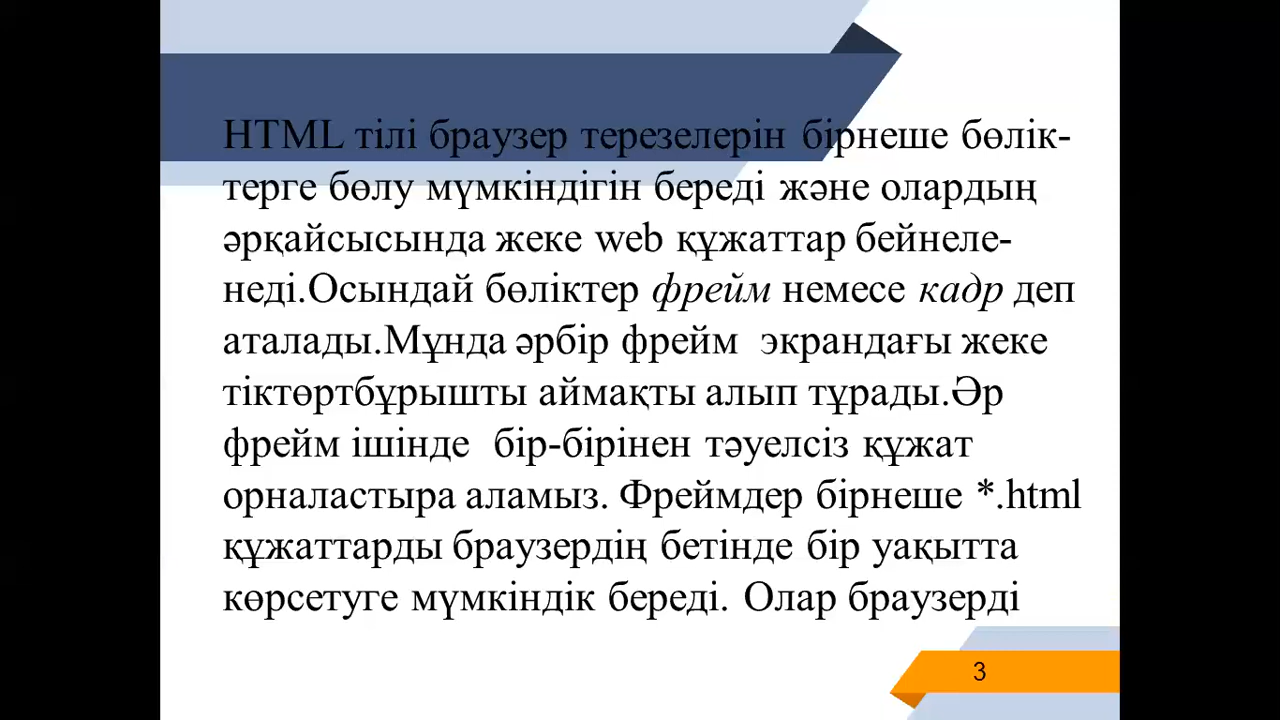 HTML тілі браузер терезелерін бірнеше бөлік-
терге бөлу мүмкіндігін береді және олардың
әрқайсысында жеке web құжаттар бейнеле-
неді.Осындай бөліктер фрейм немесе кадр деп
аталады.Мұнда әрбір фрейм  экрандағы жеке
тіктөртбұрышты аймақты алып тұрады.Әр
фрейм ішінде  бір-бірінен тәуелсіз құжат
орналастыра аламыз. Фреймдер бірнеше *.html
құжаттарды браузердің бетінде бір уақытта
көрсетуге мүмкіндік береді. Олар браузерді
3